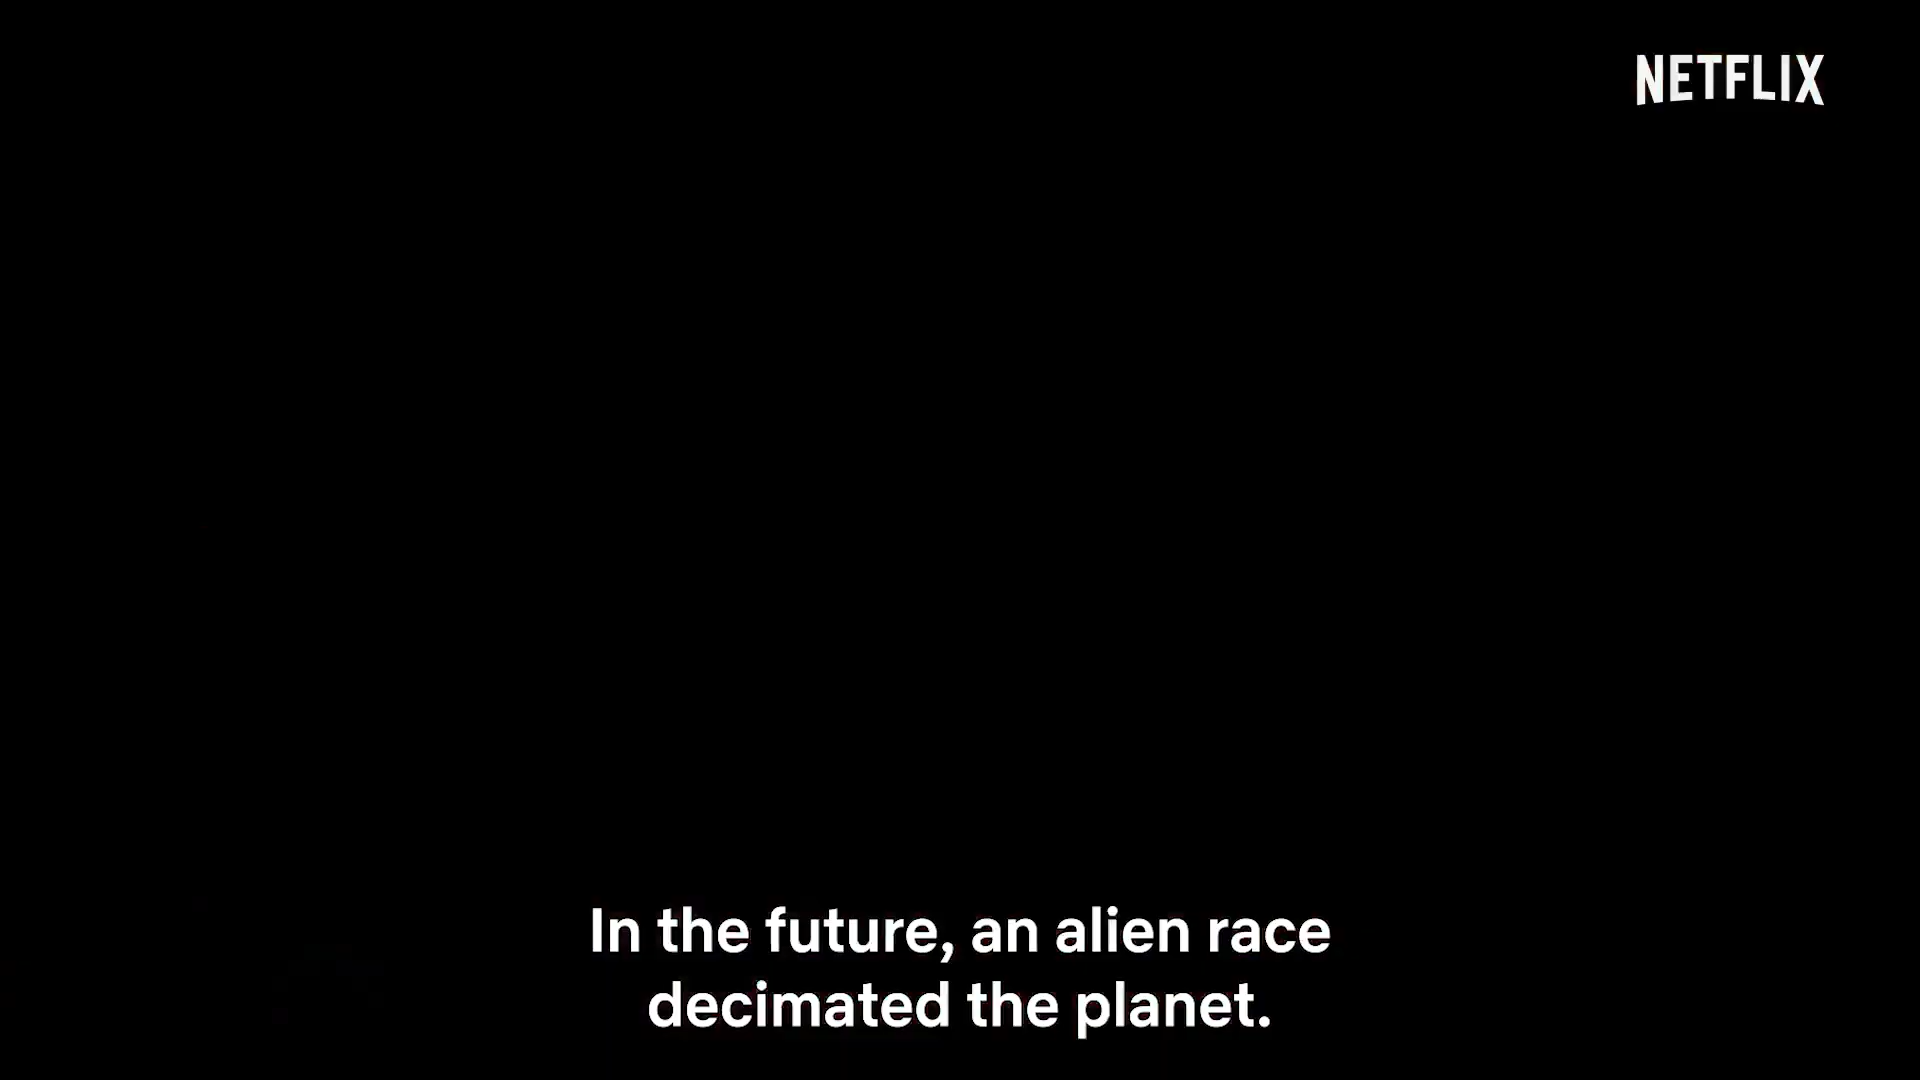 NETFLIX
In the future, an alien race
decimated the planet.